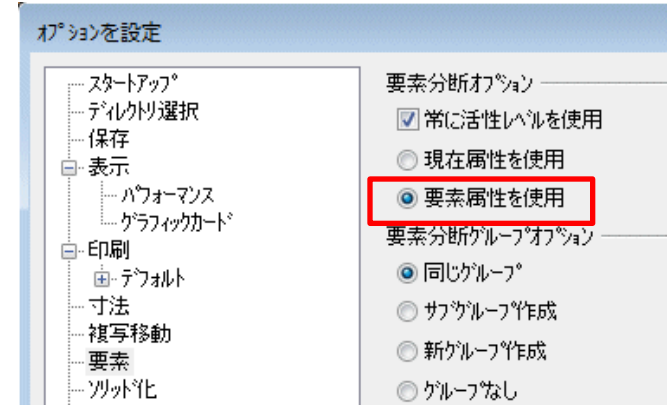 ｵﾌﾟｼｮﾝを設定
ｽﾀｰﾄｱｯﾌﾟ
ﾃﾞｨﾚｸﾄﾘ選択
保存
表示
ﾊﾟﾌｫｰﾏﾝｽ
ｸﾞﾗﾌｨｯｸｶｰﾄﾞ
印刷
ﾃﾞﾌｫﾙﾄ
寸法
複写移動
要素
ｿﾘｯﾄﾞ化
要素分断ｵﾌﾟｼｮﾝ
常に活性ﾚﾍﾞﾙを使用
現在属性を使用
要素属性を使用
要素分断ｸﾞﾙｰﾌﾟｵﾌﾟｼｮﾝ
同じｸﾞﾙｰﾌﾟ
ｻﾌﾞｸﾞﾙｰﾌﾟ作成
新ｸﾞﾙｰﾌﾟ作成
ｸﾞﾙｰﾌﾟなし